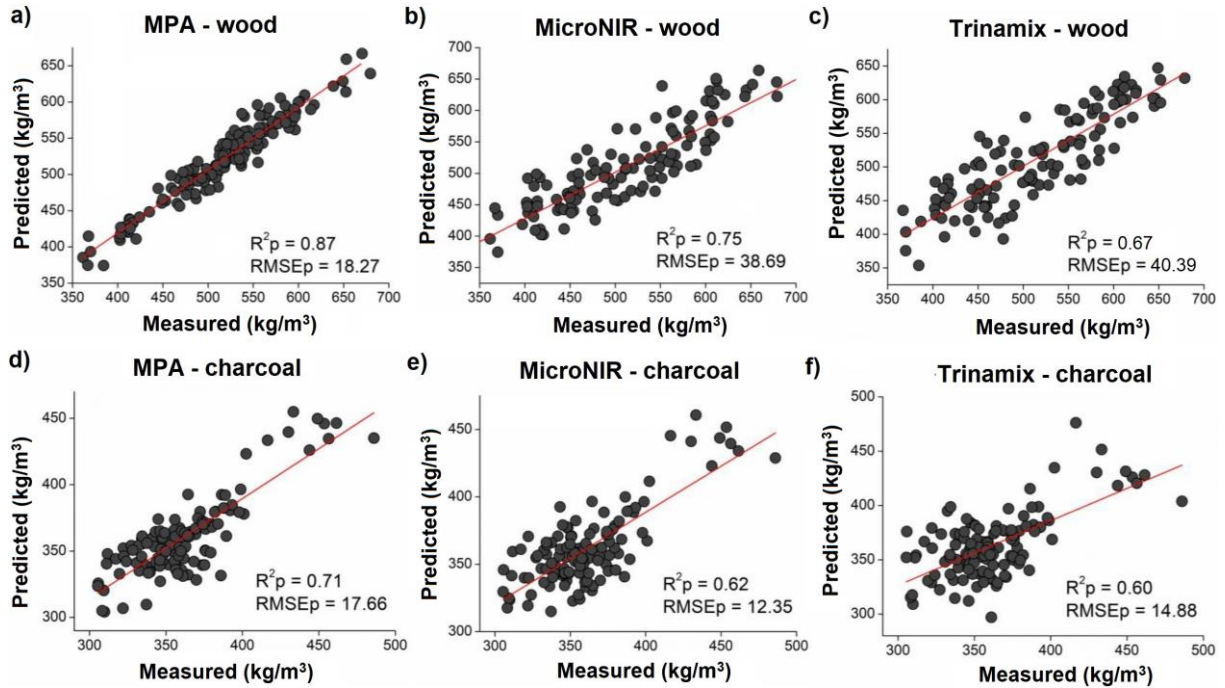 a)
MPA - wood
Predicted (kg/m³)
650
600
550
500
450
400
350
350 400 450 500 550 600 650 700
Measured (kg/m³)
R²p = 0.87
RMSEp = 18.27
b)
MicroNIR - wood
Predicted (kg/m³)
700
650
600
550
500
450
400
350
350 400 450 500 550 600 650 700
Measured (kg/m³)
R²p = 0.75
RMSEp = 38.69
c)
Trinamix - wood
Predicted (kg/m³)
650
600
550
500
450
400
350
350 400 450 500 550 600 650 700
Measured (kg/m³)
R²p = 0.67
RMSEp = 40.39
d)
MPA - charcoal
Predicted (kg/m³)
450
400
350
300
300 350 400 450 500
Measured (kg/m³)
R²p = 0.71
RMSEp = 17.66
e)
MicroNIR - charcoal
Predicted (kg/m³)
450
400
350
300
300 350 400 450 500
Measured (kg/m³)
R²p = 0.62
RMSEp = 12.35
f)
Trinamix - charcoal
Predicted (kg/m³)
500
450
400
350
300
300 350 400 450 500
Measured (kg/m³)
R²p = 0.60
RMSEp = 14.88